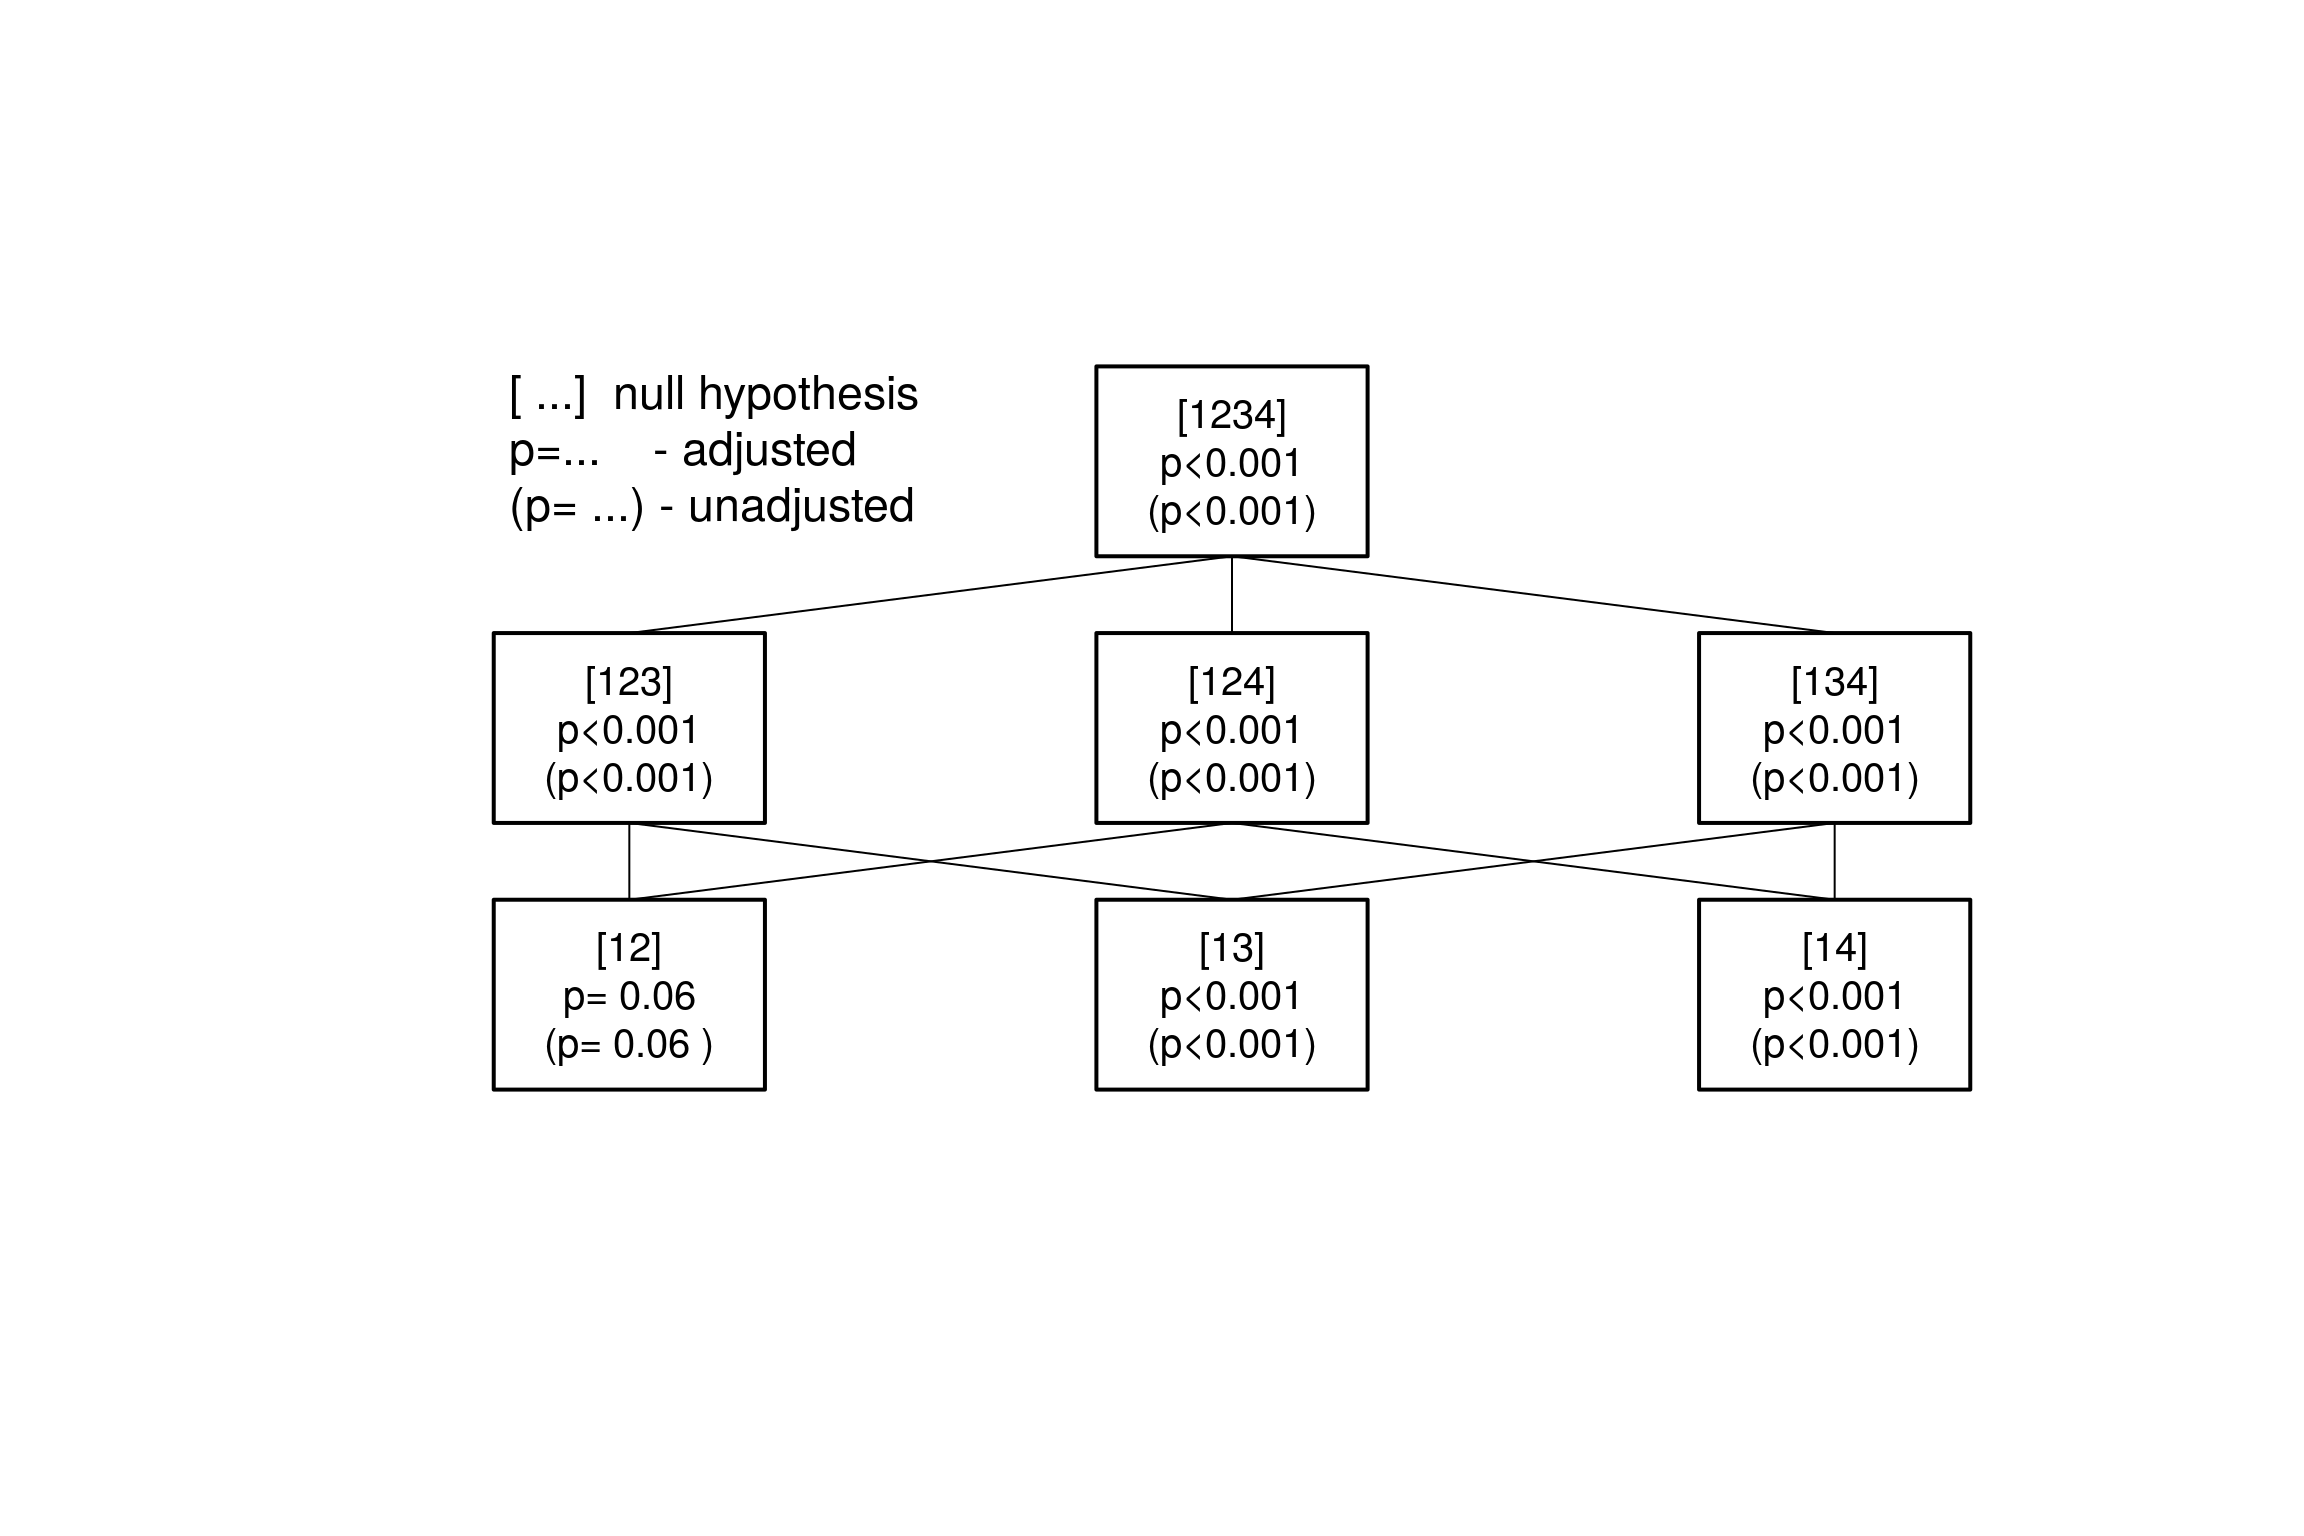 [ ...]  null hypothesis
p=...    - adjusted
(p= ...) - unadjusted
[1234]
p<0.001
(p<0.001)
[123]
p<0.001
(p<0.001)
[124]
p<0.001
(p<0.001)
[134]
p<0.001
(p<0.001)
[12]
p= 0.06
(p= 0.06 )
[13]
p<0.001
(p<0.001)
[14]
p<0.001
(p<0.001)